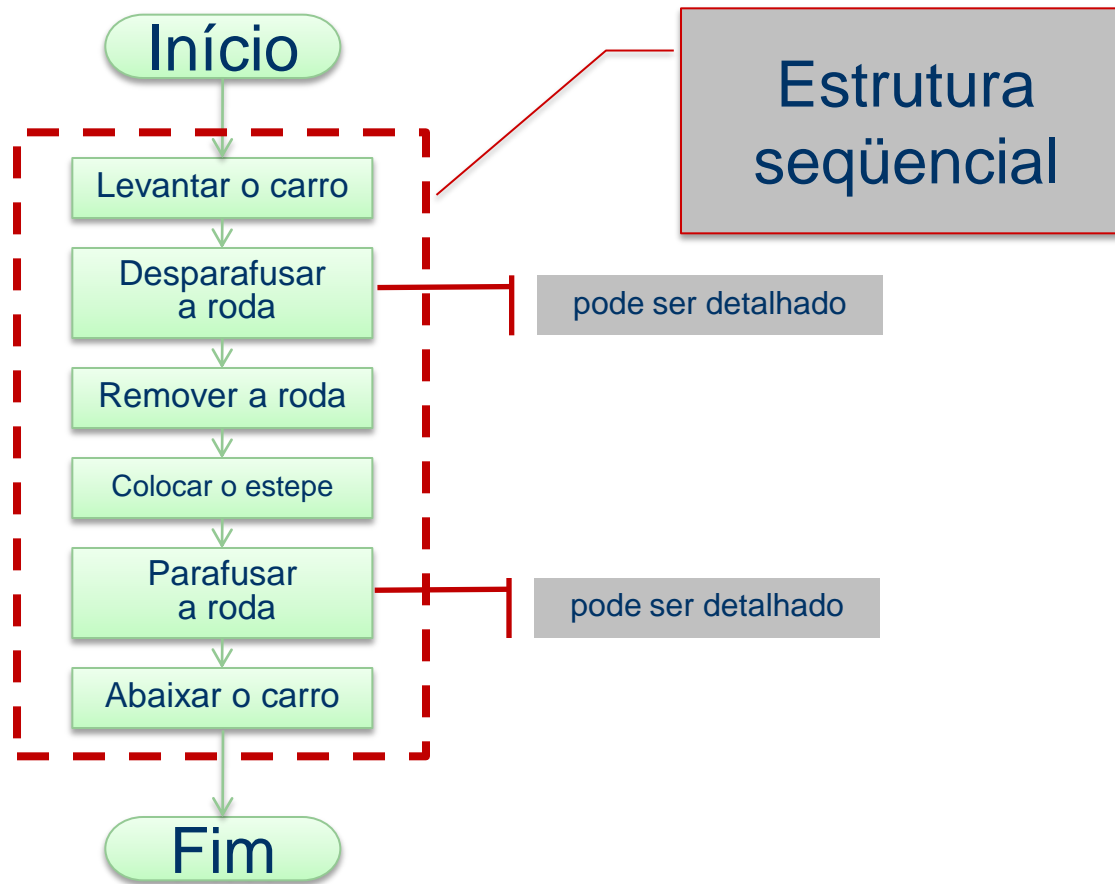 Início
Estrutura
seqüencial
Levantar o carro
Desparafusar
a roda
pode ser detalhado
Remover a roda
Colocar o estepe
Parafusar
a roda
pode ser detalhado
Abaixar o carro
Fim